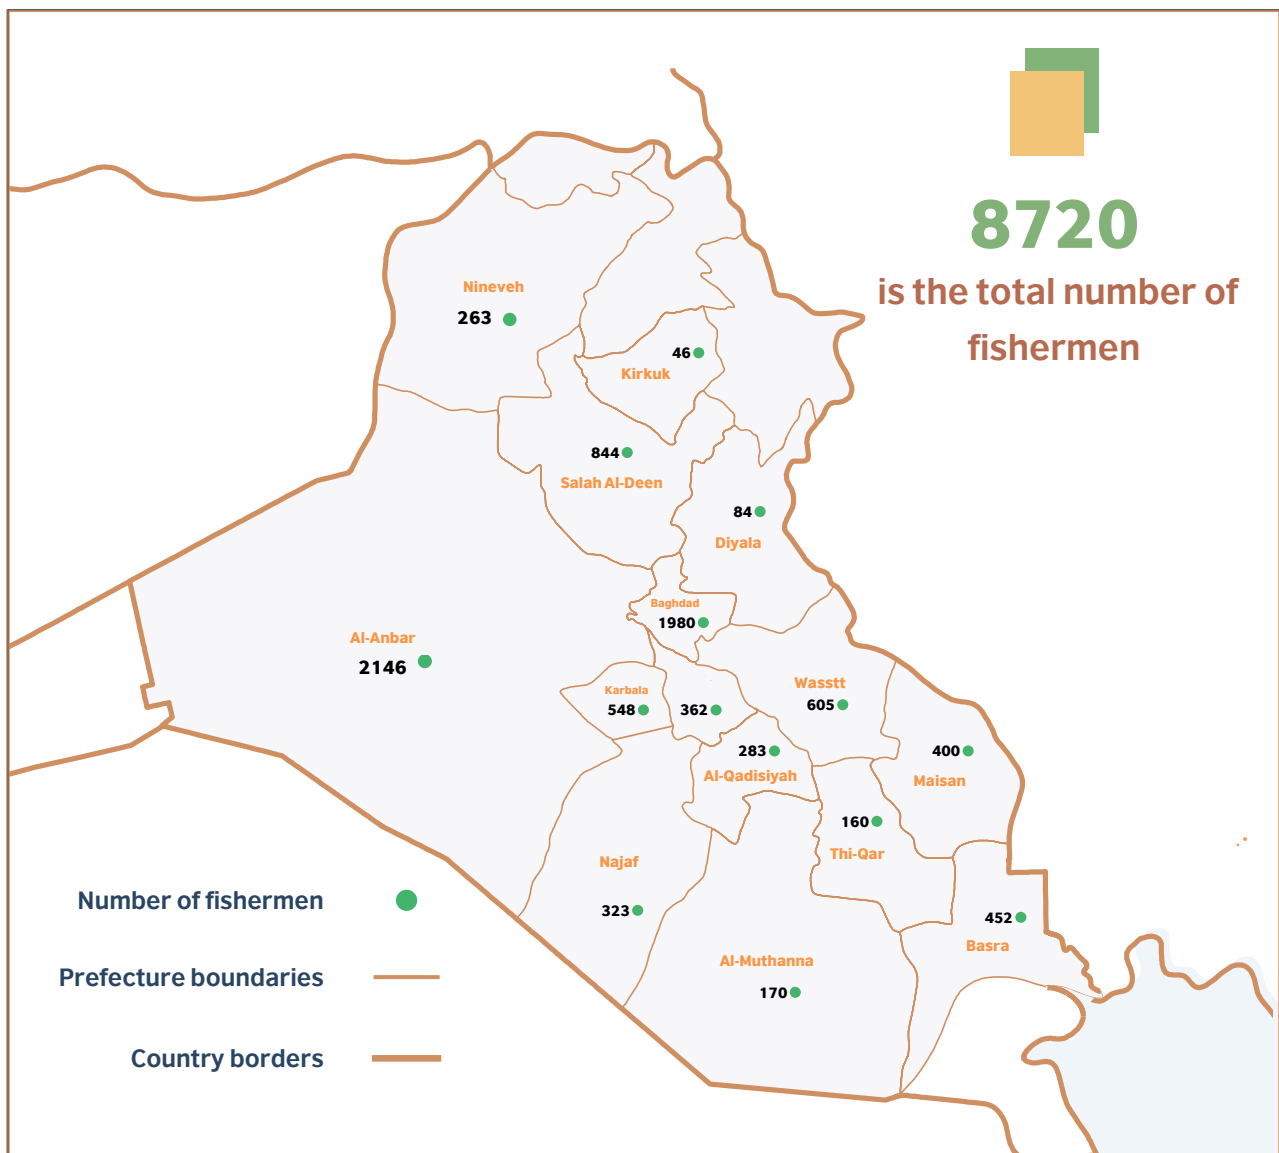 8720
is the total number of
fishermen
Nineveh
263
46
Kirkuk
844
Salah Al-Deen
84
Diyala
Baghdad
1980
Al-Anbar
2146
Karbala
548
362
Wasstt
605
283
Al-Qadisiyah
400
Maisan
160
Thi-Qar
Najaf
323
452
Basra
Al-Muthanna
170
Number of fishermen
Prefecture boundaries
Country borders